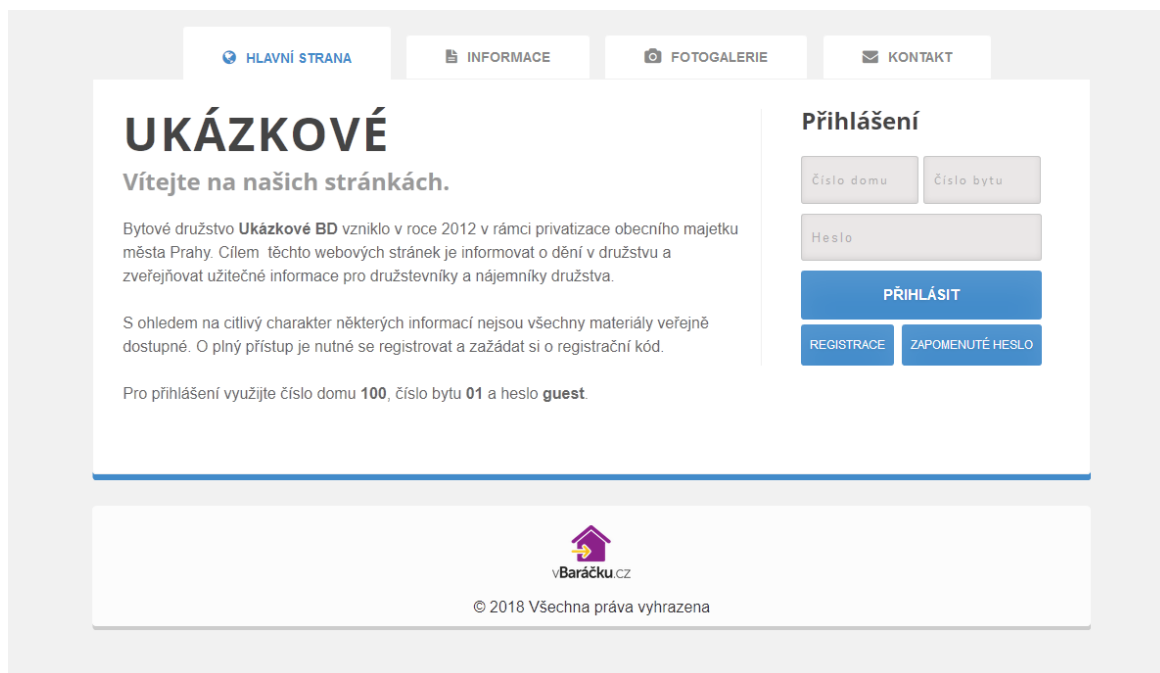 HLAVNÍ STRANA
INFORMACE
FOTOGALERIE
KONTAKT
UKÁZKOVÉ
Vítejte na našich stránkách.
Bytové družstvo Ukázkové BD vzniklo v roce 2012 v rámci privatizace obecního majetku
města Prahy. Cílem  těchto webových stránek je informovat o dění v družstvu a
zveřejňovat užitečné informace pro družstevníky a nájemníky družstva.
S ohledem na citlivý charakter některých informací nejsou všechny materiály veřejně
dostupné. O plný přístup je nutné se registrovat a zažádat si o registrační kód.
Pro přihlášení využijte číslo domu 100, číslo bytu 01 a heslo guest.
Přihlášení
Číslo domu
Číslo bytu
Heslo
PŘIHLÁSIT
REGISTRACE
ZAPOMENUTÉ HESLO
vBaráčku.cz
© 2018 Všechna práva vyhrazena